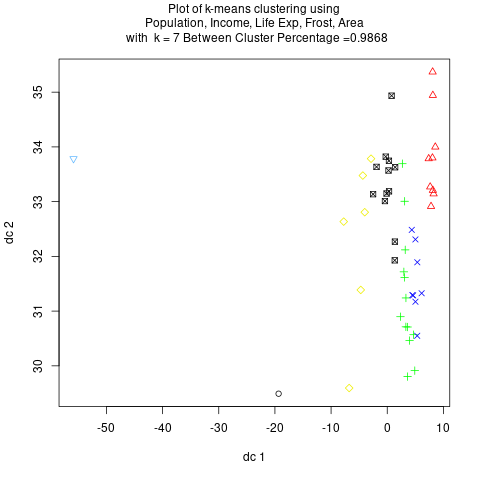 Plot of k-means clustering using
Population, Income, Life Exp, Frost, Area
with k = 7 Between Cluster Percentage =0.9868
35
34
33
32
31
30
dc 2
-50 -40 -30 -20 -10 0 10
dc 1